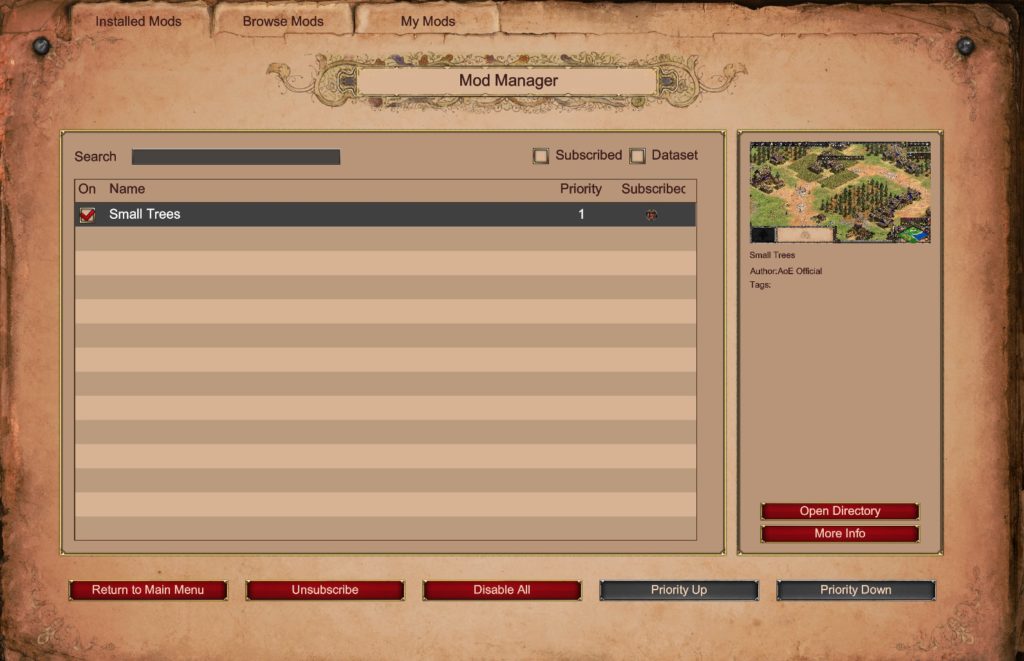 Installed Mods Browse Mods My Mods
Mod Manager
Search Subscribed Dataset
On Name Priority Subscribed
Small Trees 1
Small Trees
Author:AoE Official
Tags:
Open Directory
More Info
Return to Main Menu Unsubscribe Disable All Priority Up Priority Down